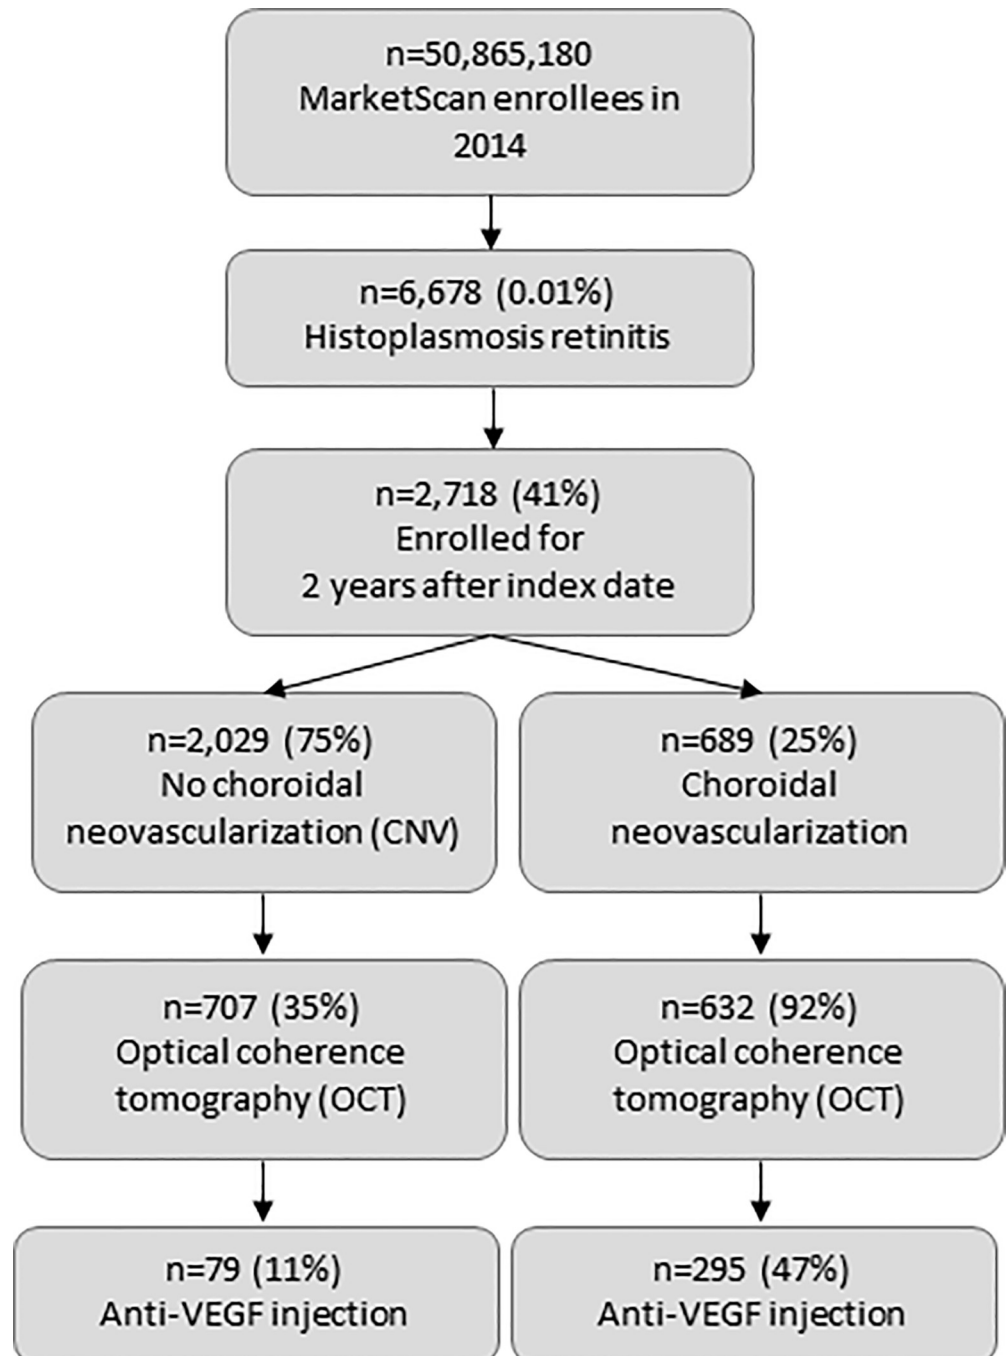 n=50,865,180
MarketScan enrollees in
2014
n=6,678 (0.01%)
Histoplasmosis retinitis
n=2,718 (41%)
Enrolled for
2 years after index date
n=2,029 (75%)
No choroidal
neovascularization (CNV)
n=689 (25%)
Choroidal
neovascularization
n=707 (35%)
Optical coherence
tomography (OCT)
n=632 (92%)
Optical coherence
tomography (OCT)
n=79 (11%)
Anti-VEGF injection
n=295 (47%)
Anti-VEGF injection